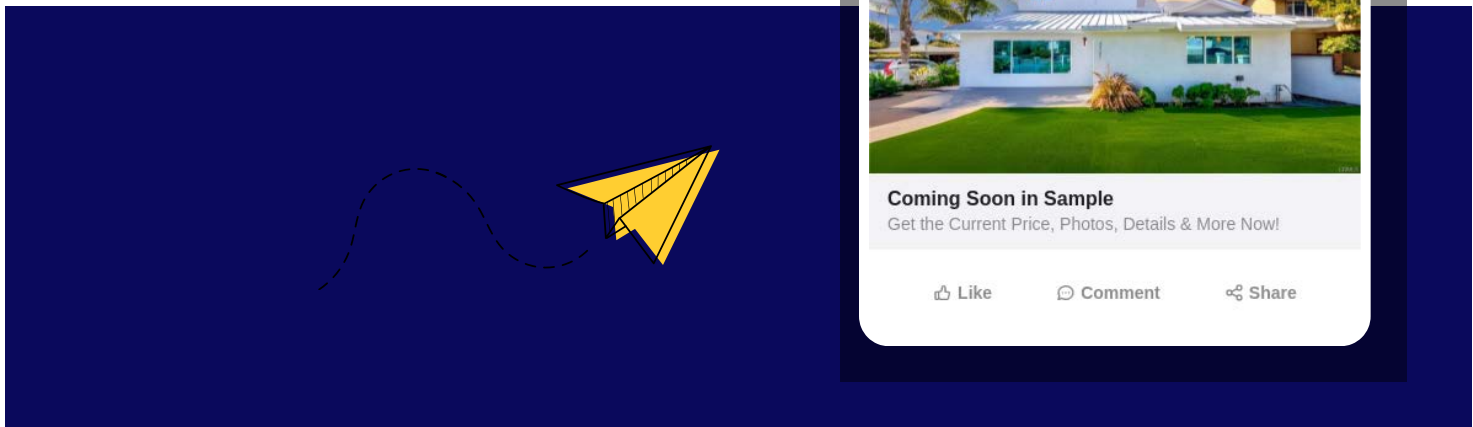 Coming Soon in Sample
Get the Current Price, Photos, Details & More Now!
Like Comment Share